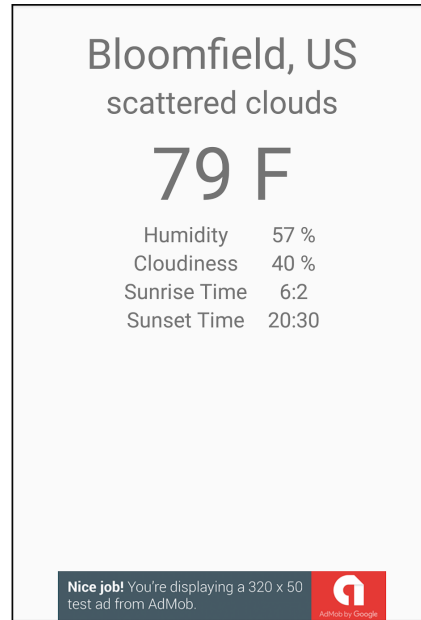 Bloomfield, US
scattered clouds
79 F
Humidity 57 %
Cloudiness 40 %
Sunrise Time 6:2
Sunset Time 20:30
Nice job! You're displaying a 320 x 50
test ad from AdMob.
AdMob by Google